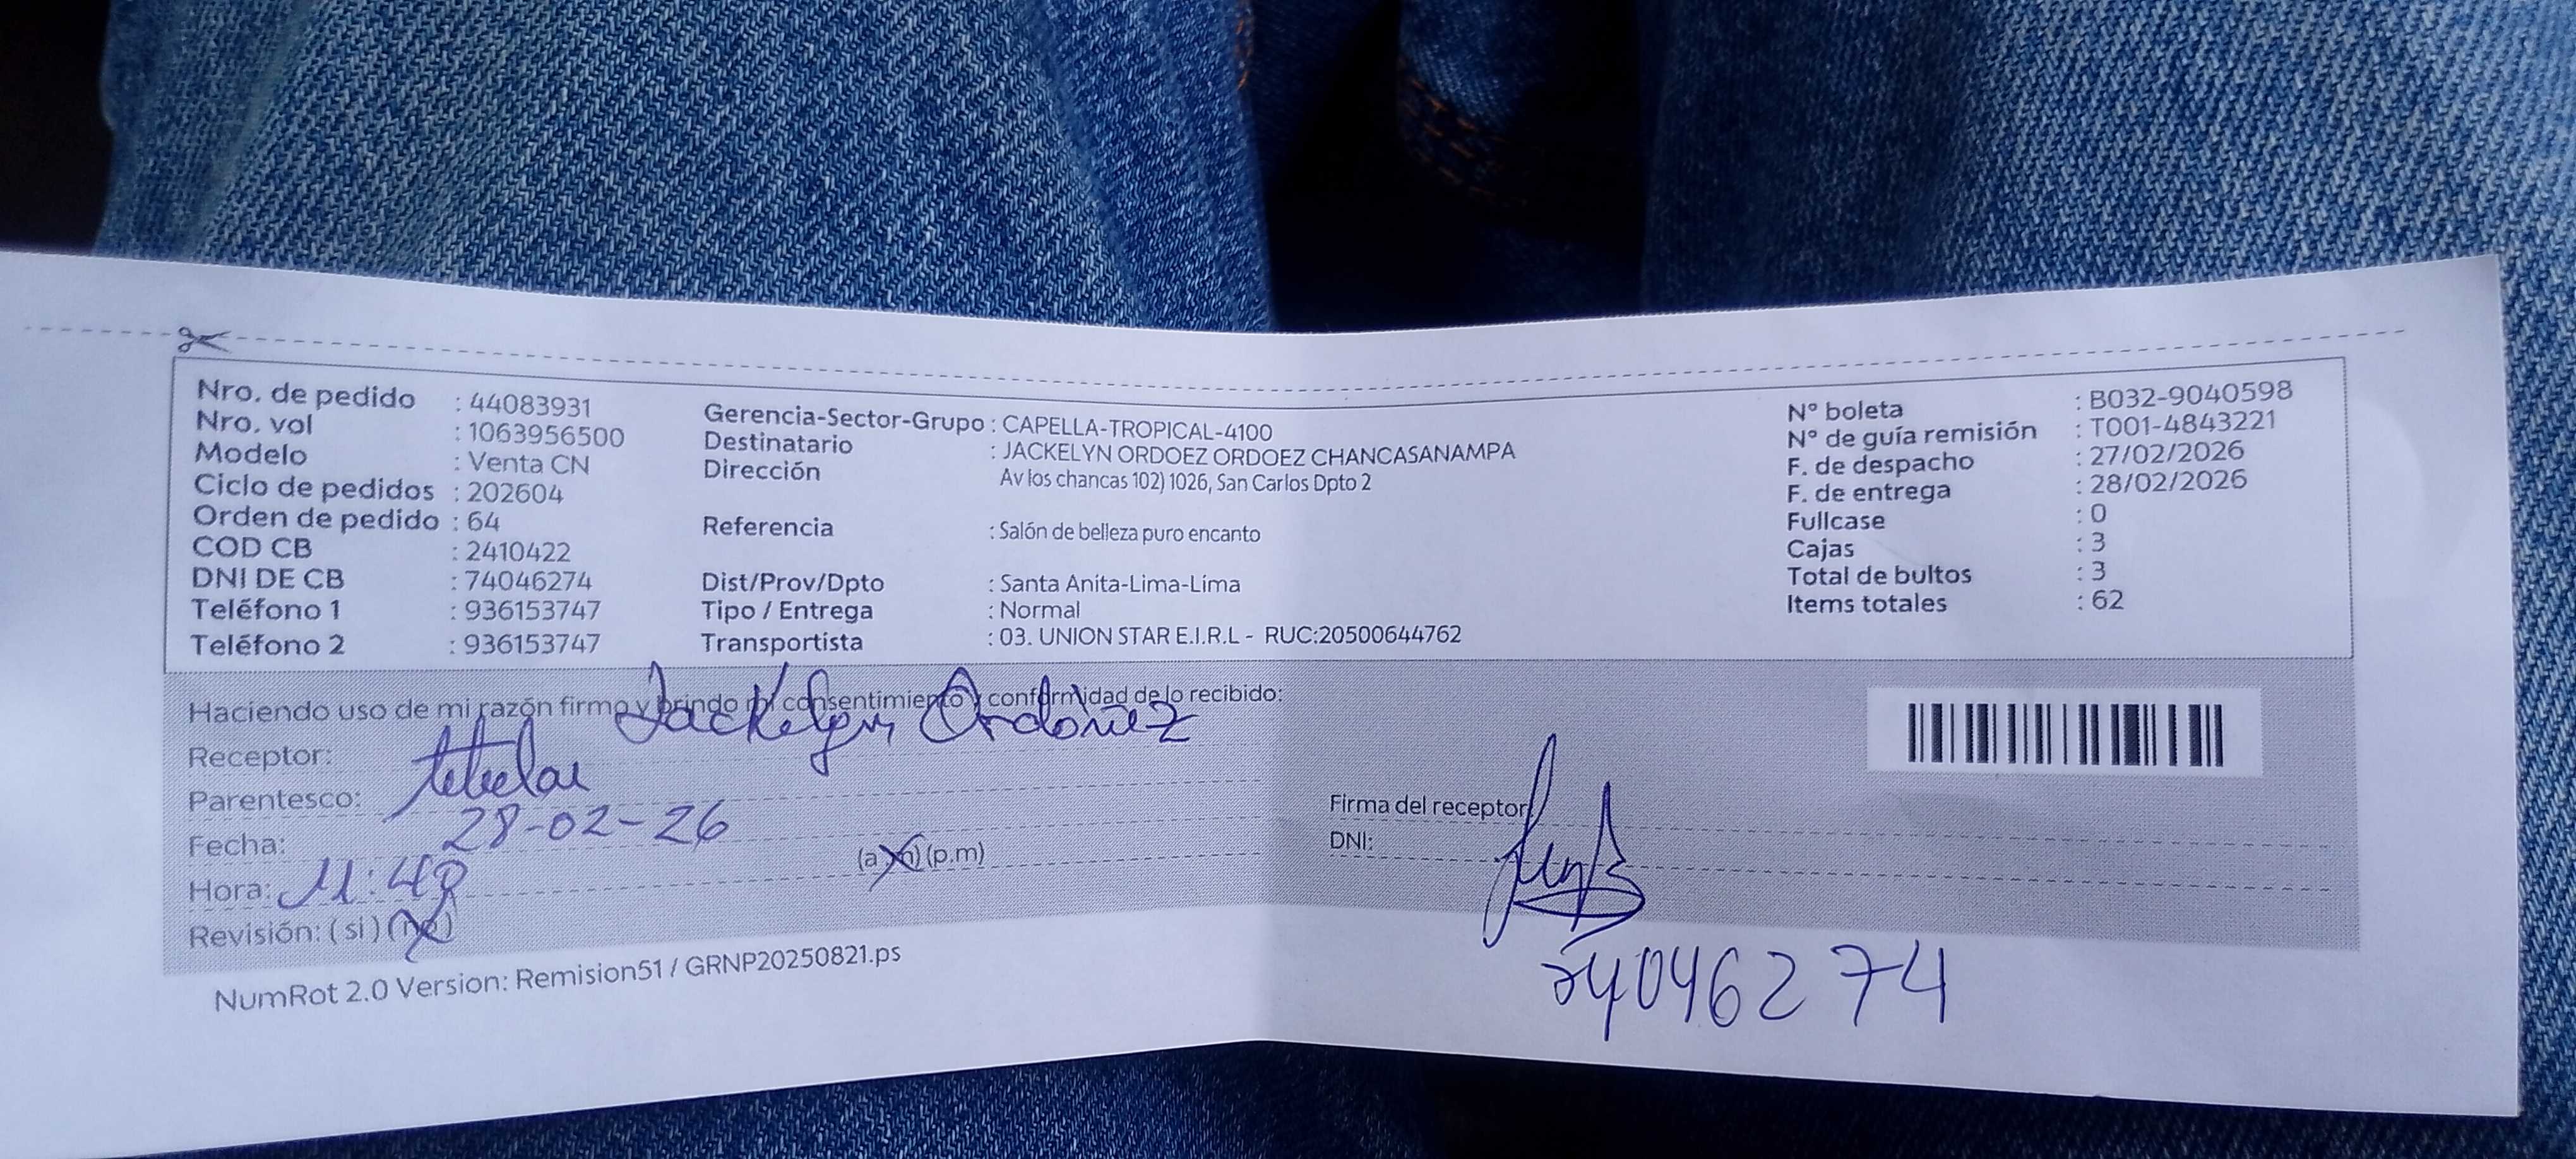 Nro. de pedido : 44083931
Nro. vol : 1063956500
Modelo : Venta CN
Ciclo de pedidos : 202604
Orden de pedido : 64
COD CB : 2410422
DNI DE CB : 74046274
Teléfono 1 : 936153747
Teléfono 2 : 936153747
Gerencia-Sector-Grupo : CAPELLA-TROPICAL-4100
Destinatario : JACKELYN ORDOEZ ORDOEZ CHANCASANAMPA
Dirección Av los chancas 102) 1026, San Carlos Dpto 2
Referencia : Salón de belleza puro encanto
Dist/Prov/Dpto : Santa Anita-Lima-Lima
Tipo / Entrega : Normal
Transportista : 03. UNION STAR E.I.R.L - RUC:20500644762
N° boleta : B032-9040598
N° de guía remisión : T001-4843221
F. de despacho : 27/02/2026
F. de entrega : 28/02/2026
Fullcase : 0
Cajas : 3
Total de bultos : 3
Items totales : 62
Haciendo uso de mi razón firmo y brindo mi consentimiento y conformidad de lo recibido:
Receptor: Jackelyn Ordoñez
Parentesco: titular
Fecha: 28-02-26
Hora: 11:48 (a.m) (p.m)
Revisión: ( si ) (no)
Firma del receptor
DNI:
74046274
NumRot 2.0 Version: Remision51 / GRNP20250821.ps